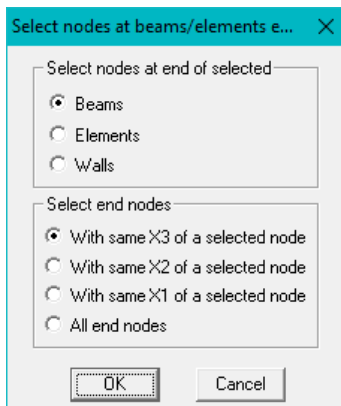 Select nodes at beams/elements e...
Select nodes at end of selected
Beams
Elements
Walls
Select end nodes
With same X3 of a selected node
With same X2 of a selected node
With same X1 of a selected node
All end nodes
OK Cancel